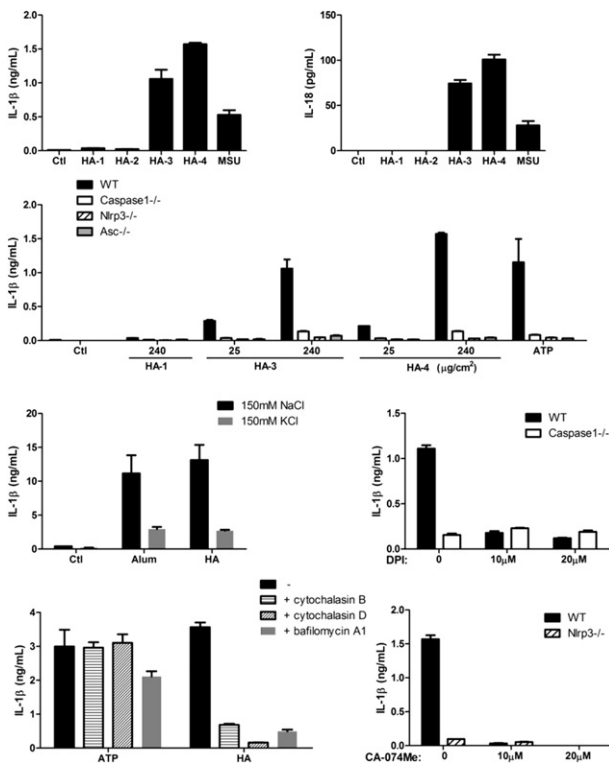 2.0
1.5
1.0
0.5
0.0
IL-1β (ng/mL)
Ctl HA-1 HA-2 HA-3 HA-4 MSU
150
100
50
0
IL-18 (pg/mL)
Ctl HA-1 HA-2 HA-3 HA-4 MSU
WT
Caspase1-/-
Nlrp3-/-
Asc-/-
2.0
1.5
1.0
0.5
0.0
IL-1β (ng/mL)
Ctl 240 25 240 25 240 ATP
HA-1 HA-3 HA-4 (μg/cm²)
150mM NaCl
150mM KCl
20
15
10
5
0
IL-1β (ng/mL)
Ctl Alum HA
WT
Caspase1-/-
1.5
1.0
0.5
0.0
IL-1β (ng/mL)
DPI: 0 10μM 20μM
-
+ cytochalasin B
+ cytochalasin D
+ bafilomycin A1
4
3
2
1
0
IL-1β (ng/mL)
ATP HA
WT
Nlrp3-/-
2.0
1.5
1.0
0.5
0.0
IL-1β (ng/mL)
CA-074Me: 0 10μM 20μM